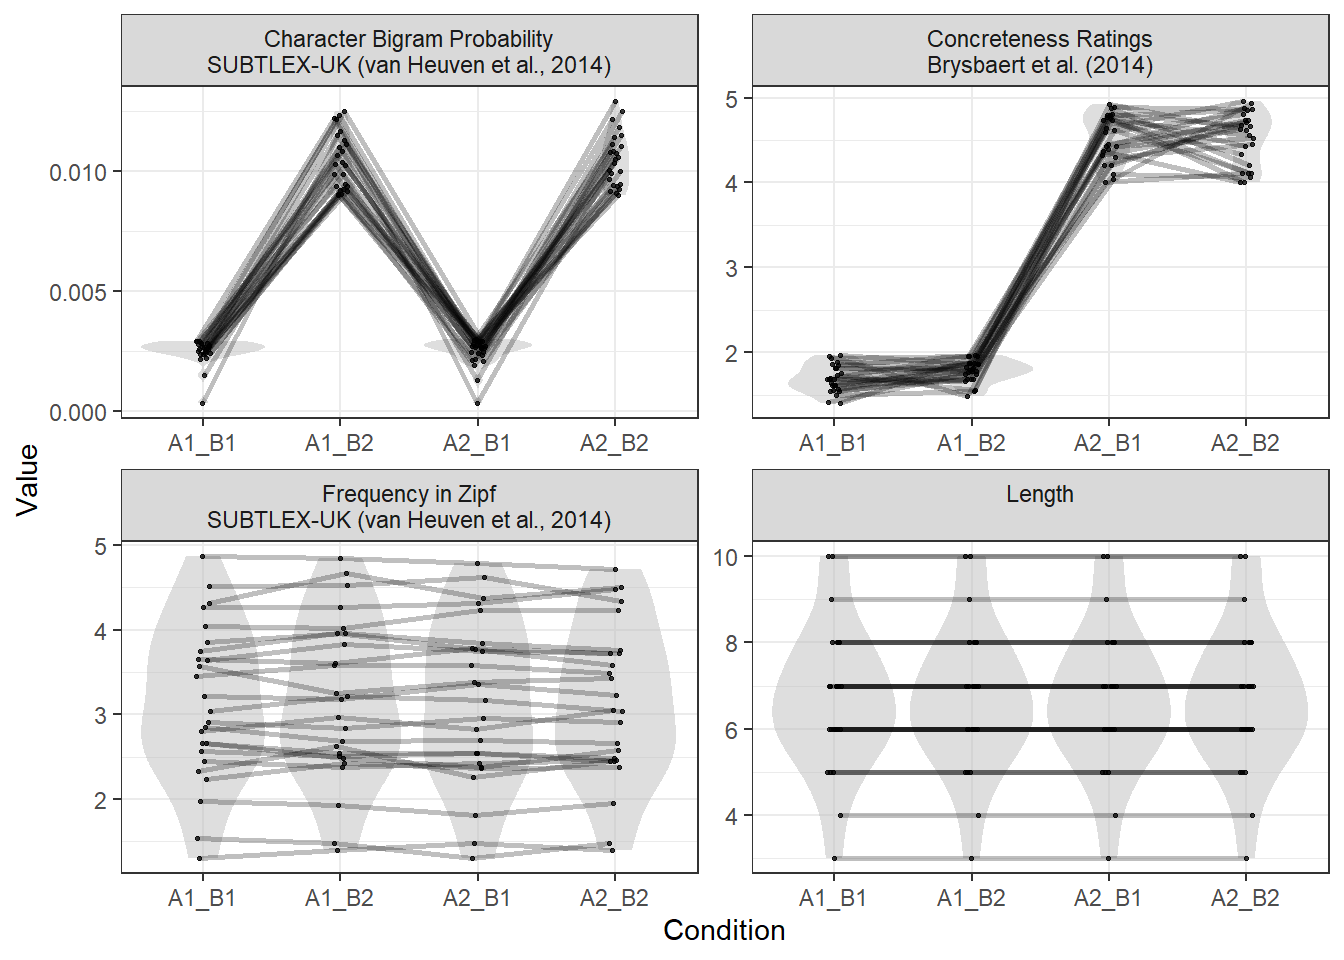 Character Bigram Probability
SUBTLEX-UK (van Heuven et al., 2014)
Concreteness Ratings
Brysbaert et al. (2014)
0.010
0.005
0.000
5
4
3
2
A1_B1 A1_B2 A2_B1 A2_B2
A1_B1 A1_B2 A2_B1 A2_B2
Value
Frequency in Zipf
SUBTLEX-UK (van Heuven et al., 2014)
Length
5
4
3
2
10
8
6
4
A1_B1 A1_B2 A2_B1 A2_B2
A1_B1 A1_B2 A2_B1 A2_B2
Condition